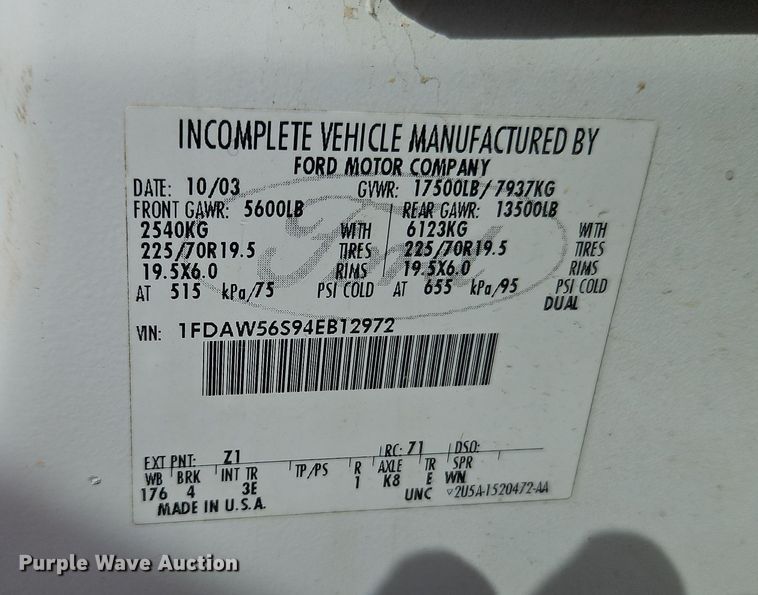 INCOMPLETE VEHICLE MANUFACTURED BY
FORD MOTOR COMPANY
DATE: 10/03 GVWR: 17500LB/ 7937KG
FRONT GAWR: 5600LB REAR GAWR: 13500LB
2540KG WITH 6123KG WITH
225/70R19.5 TIRES 225/70R19.5 TIRES
19.5X6.0 RIMS 19.5X6.0 RIMS
AT 515 kPa/75 PSI COLD AT 655 kPa/95 PSI COLD
DUAL
Ford
VIN: 1FDAW56S94EB12972
EXT PNT: Z1 RC: 71 DSO:
WB BRK INT TR TP/PS R AXLE TR SPR
176 4 3E 1 K8 E WN
MADE IN U.S.A. UNC 2U5A-1520472-AA
Purple Wave Auction